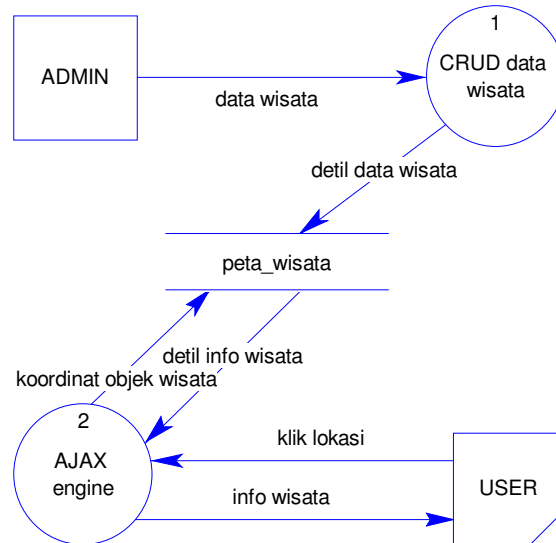 1
ADMIN
CRUD data
wisata
data wisata
detil data wisata
peta_wisata
detil info wisata
koordinat objek wisata
2
klik lokasi
AJAX
engine
USER
info wisata